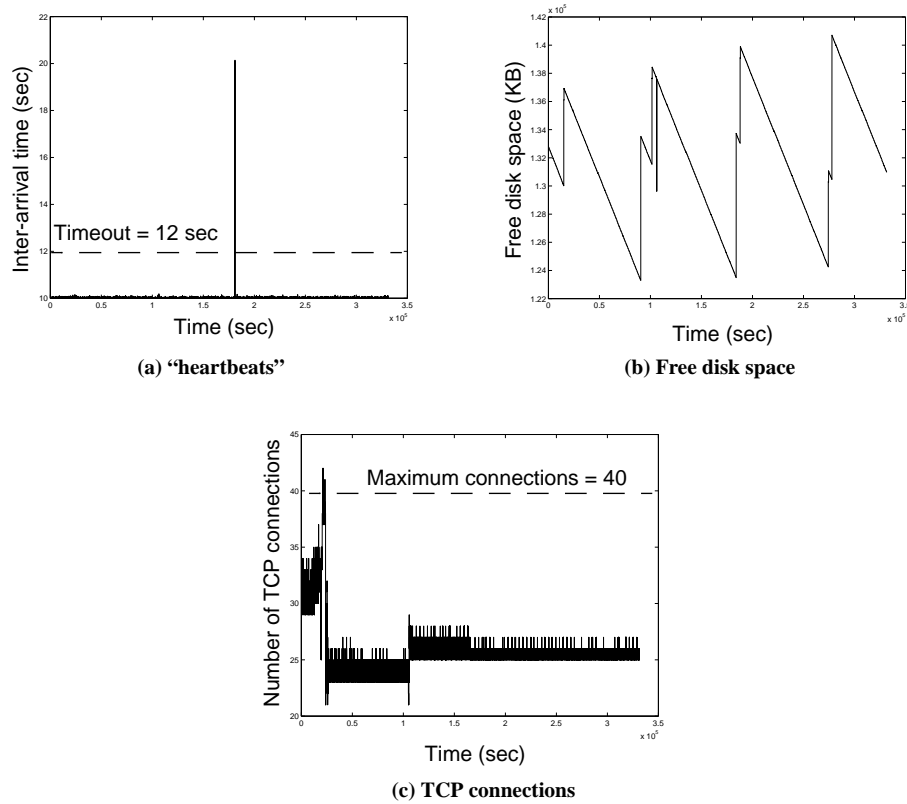 22
20
18
16
14
12
10
Inter-arrival time (sec)
Timeout = 12 sec
0 0.5 1 1.5 2 2.5 3 3.5
x 10^5
Time (sec)
(a) “heartbeats”
x 10^5
1.42
1.4
1.38
1.36
1.34
1.32
1.3
1.28
1.26
1.24
1.22
Free disk space (KB)
0 0.5 1 1.5 2 2.5 3 3.5
x 10^5
Time (sec)
(b) Free disk space
45
40
35
30
25
20
Number of TCP connections
Maximum connections = 40
0 0.5 1 1.5 2 2.5 3 3.5
x 10^5
Time (sec)
(c) TCP connections